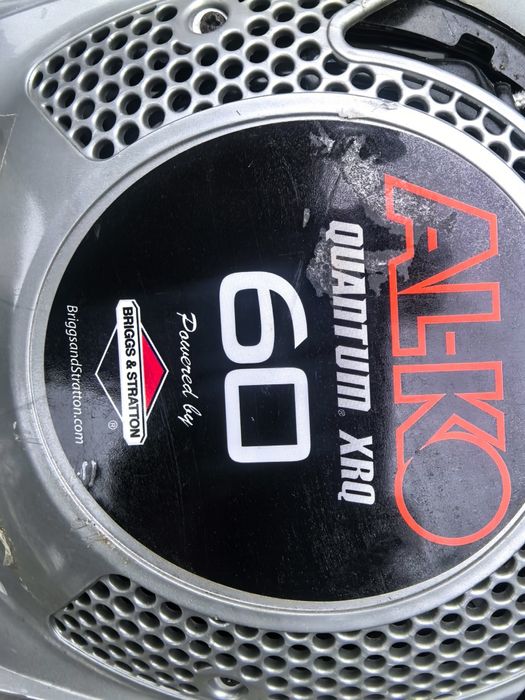 AL-KO
QUANTUM® XRQ
60
Powered by
BRIGGS & STRATTON®
BriggsandStratton.com